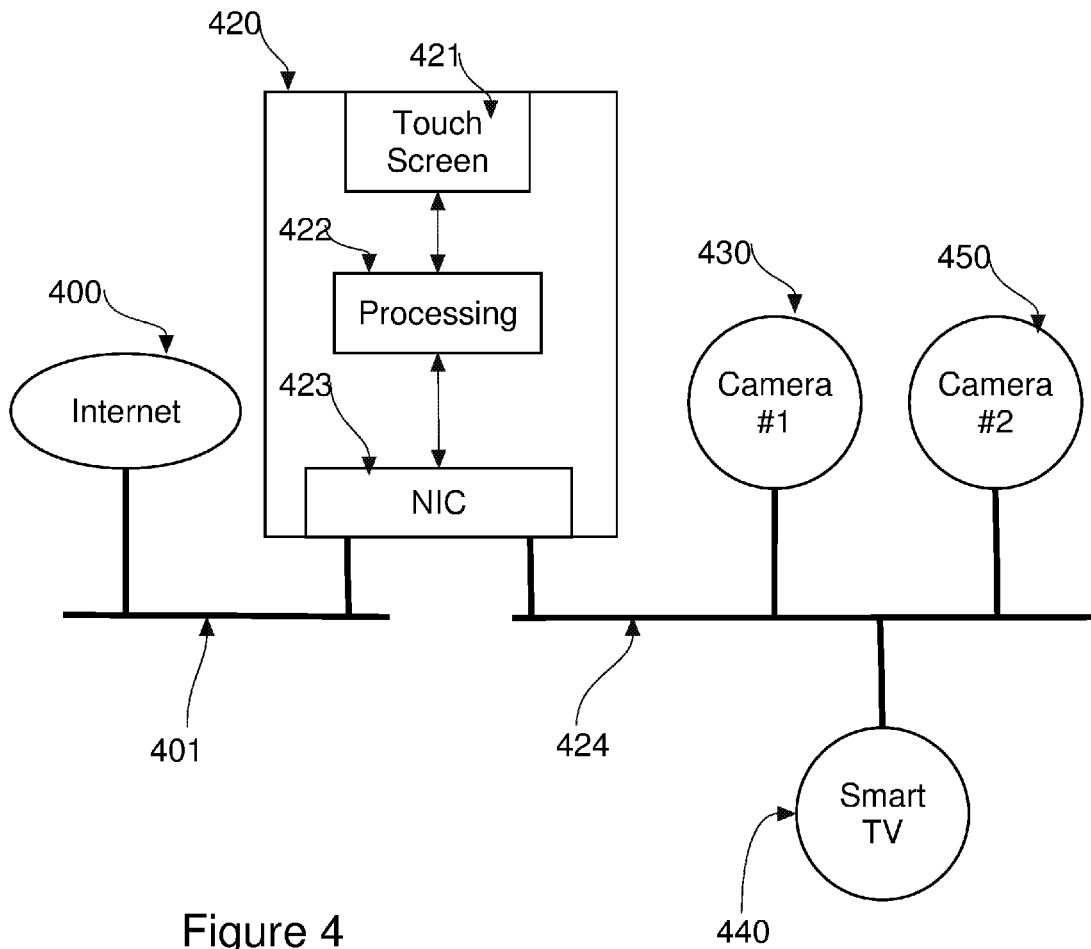 420
421
Touch
Screen
422
430
450
400
Processing
Camera
#1
Camera
#2
Internet
423
NIC
401
424
Smart
TV
440
Figure 4